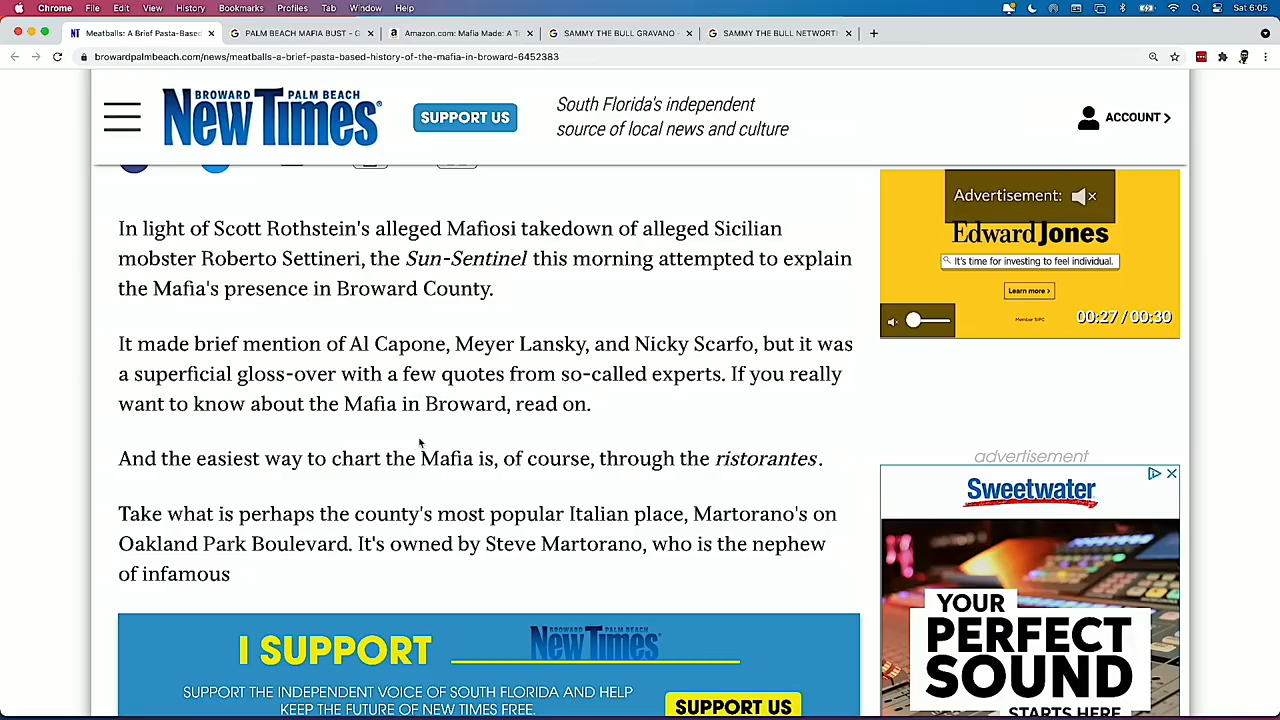 Chrome File Edit View History Bookmarks Profiles Tab Window Help Sat 6:05
NT Meatballs: A Brief Pasta-Based
PALM BEACH MAFIA BUST - G
Amazon.com: Mafia Made: A T
SAMMY THE BULL GRAVANO -
SAMMY THE BULL NETWORTH
browardpalmbeach.com/news/meatballs-a-brief-pasta-based-history-of-the-mafia-in-broward-6452383
BROWARD PALM BEACH
New Times
SUPPORT US
South Florida's independent
source of local news and culture
ACCOUNT
In light of Scott Rothstein's alleged Mafiosi takedown of alleged Sicilian
mobster Roberto Settineri, the Sun-Sentinel this morning attempted to explain
the Mafia's presence in Broward County.
It made brief mention of Al Capone, Meyer Lansky, and Nicky Scarfo, but it was
a superficial gloss-over with a few quotes from so-called experts. If you really
want to know about the Mafia in Broward, read on.
And the easiest way to chart the Mafia is, of course, through the ristorantes.
Take what is perhaps the county's most popular Italian place, Martorano's on
Oakland Park Boulevard. It's owned by Steve Martorano, who is the nephew
of infamous
I SUPPORT
BROWARD PALM BEACH
New Times
SUPPORT THE INDEPENDENT VOICE OF SOUTH FLORIDA AND HELP
KEEP THE FUTURE OF NEW TIMES FREE.
SUPPORT US
Advertisement:
Edward Jones
It's time for investing to feel individual.
Learn more >
Member SIPC
00:27 / 00:30
advertisement
Sweetwater
YOUR
PERFECT
SOUND
STARTS HERE